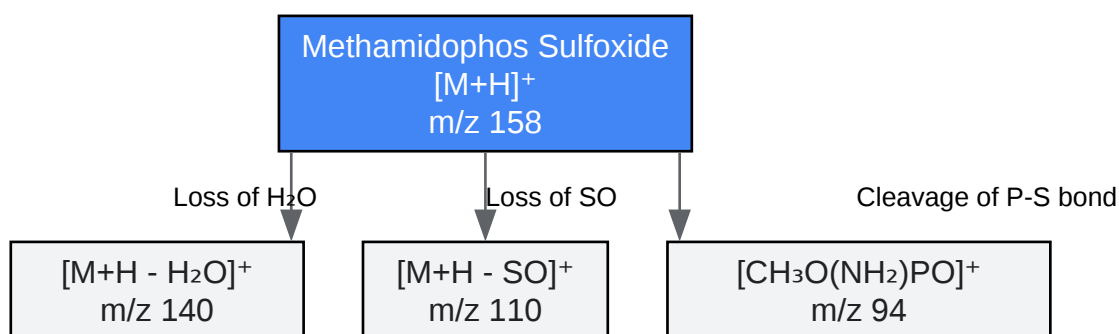 Methamidophos Sulfoxide
[M+H]⁺
m/z 158
Loss of H₂O
Loss of SO
Cleavage of P-S bond
[M+H - H₂O]⁺
m/z 140
[M+H - SO]⁺
m/z 110
[CH₃O(NH₂)PO]⁺
m/z 94